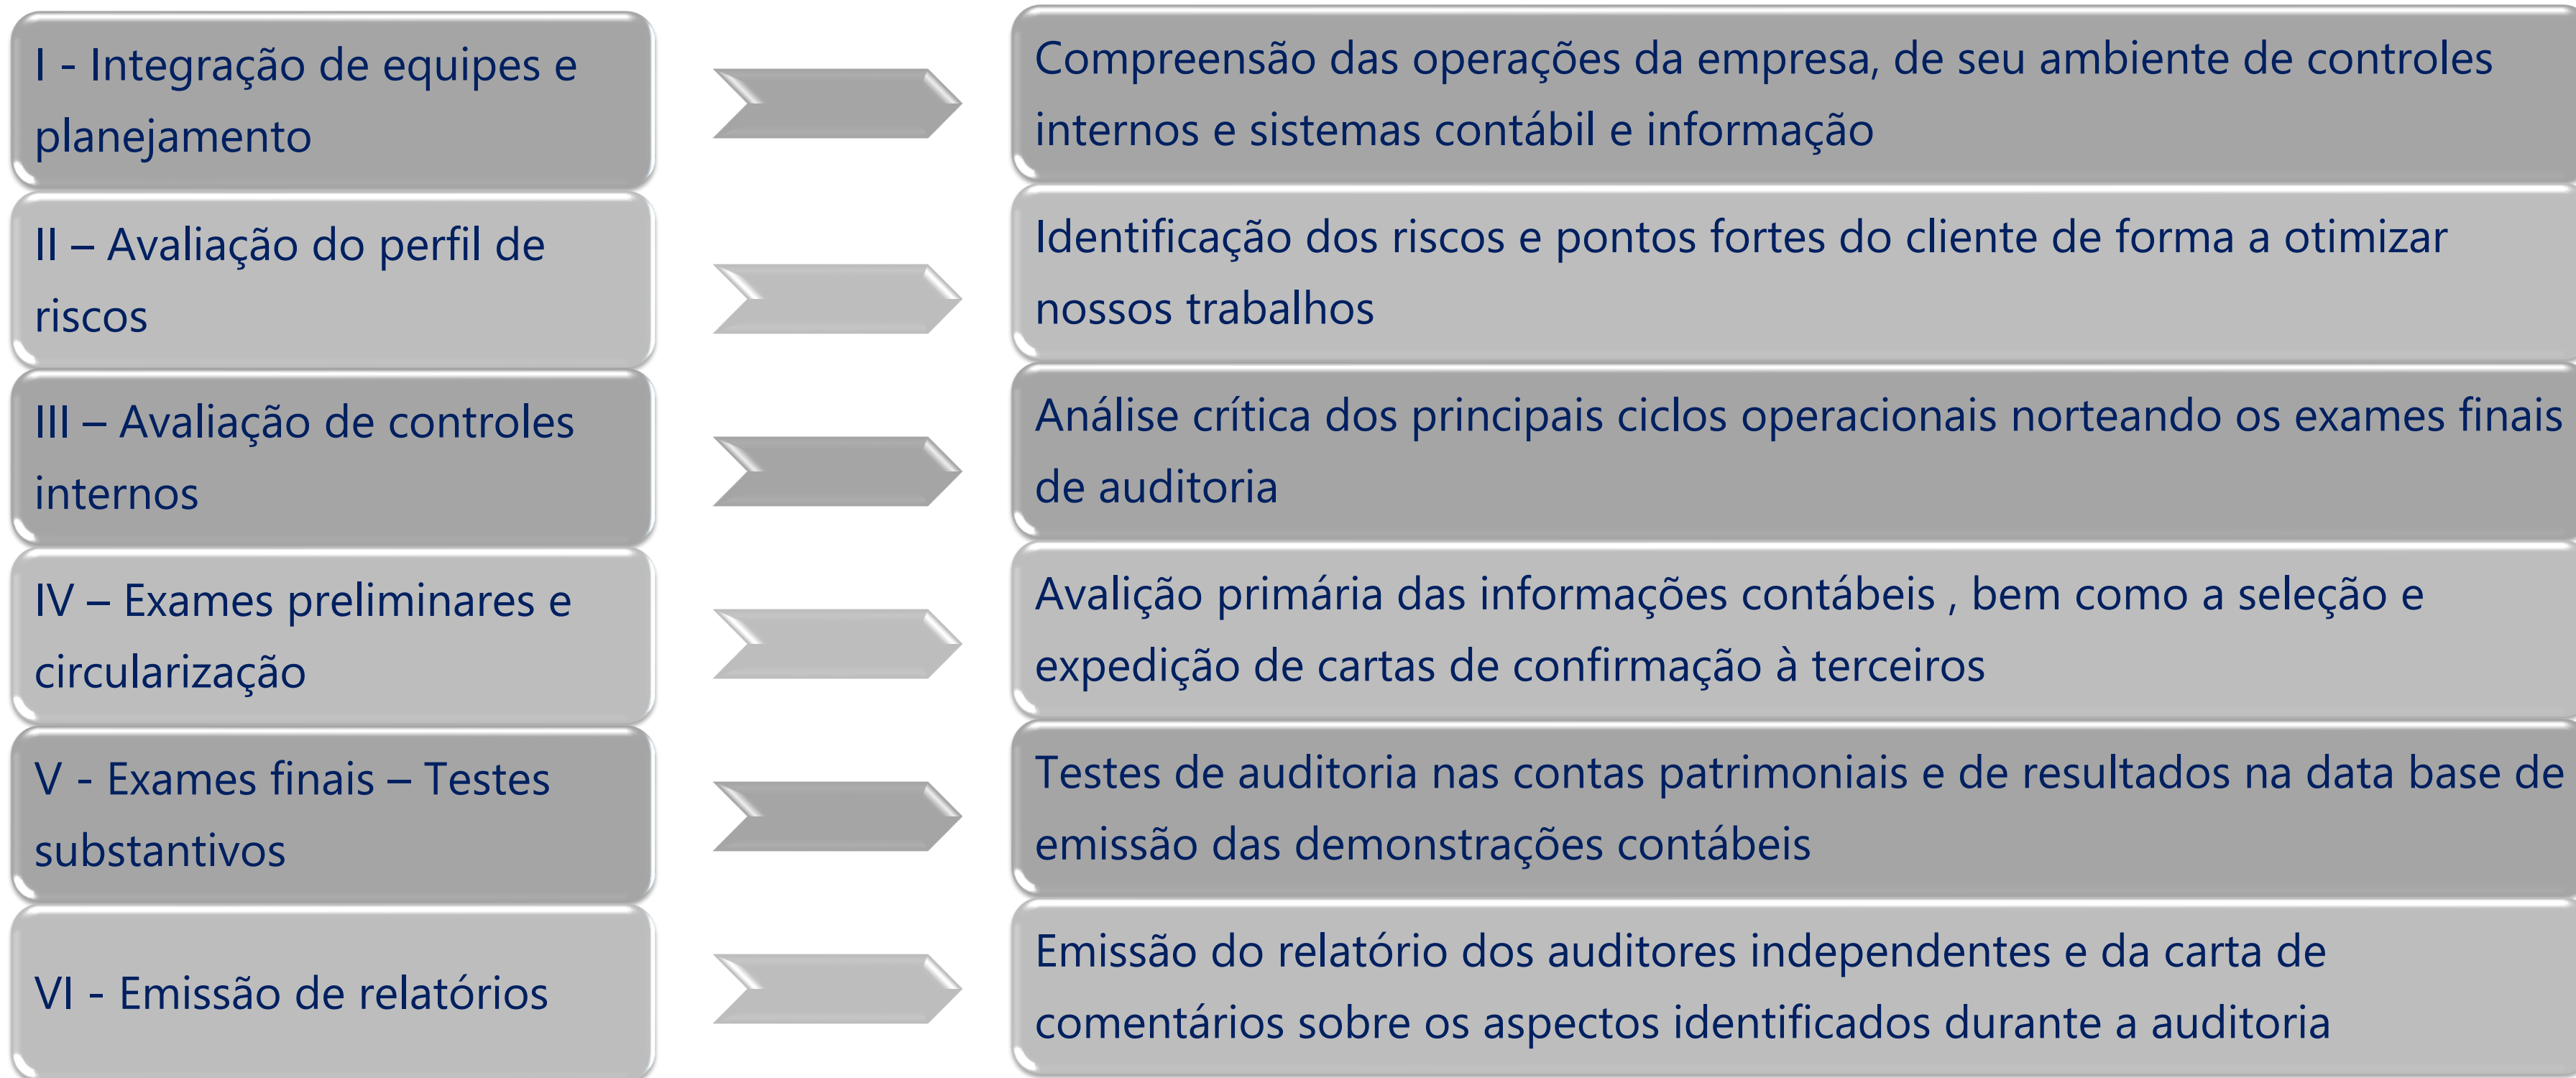 I - Integração de equipes e
planejamento
Compreensão das operações da empresa, de seu ambiente de controles
internos e sistemas contábil e informação
II – Avaliação do perfil de
riscos
Identificação dos riscos e pontos fortes do cliente de forma a otimizar
nossos trabalhos
III – Avaliação de controles
internos
Análise crítica dos principais ciclos operacionais norteando os exames finais
de auditoria
IV – Exames preliminares e
circularização
Avalição primária das informações contábeis , bem como a seleção e
expedição de cartas de confirmação à terceiros
V - Exames finais – Testes
substantivos
Testes de auditoria nas contas patrimoniais e de resultados na data base de
emissão das demonstrações contábeis
VI - Emissão de relatórios
Emissão do relatório dos auditores independentes e da carta de
comentários sobre os aspectos identificados durante a auditoria